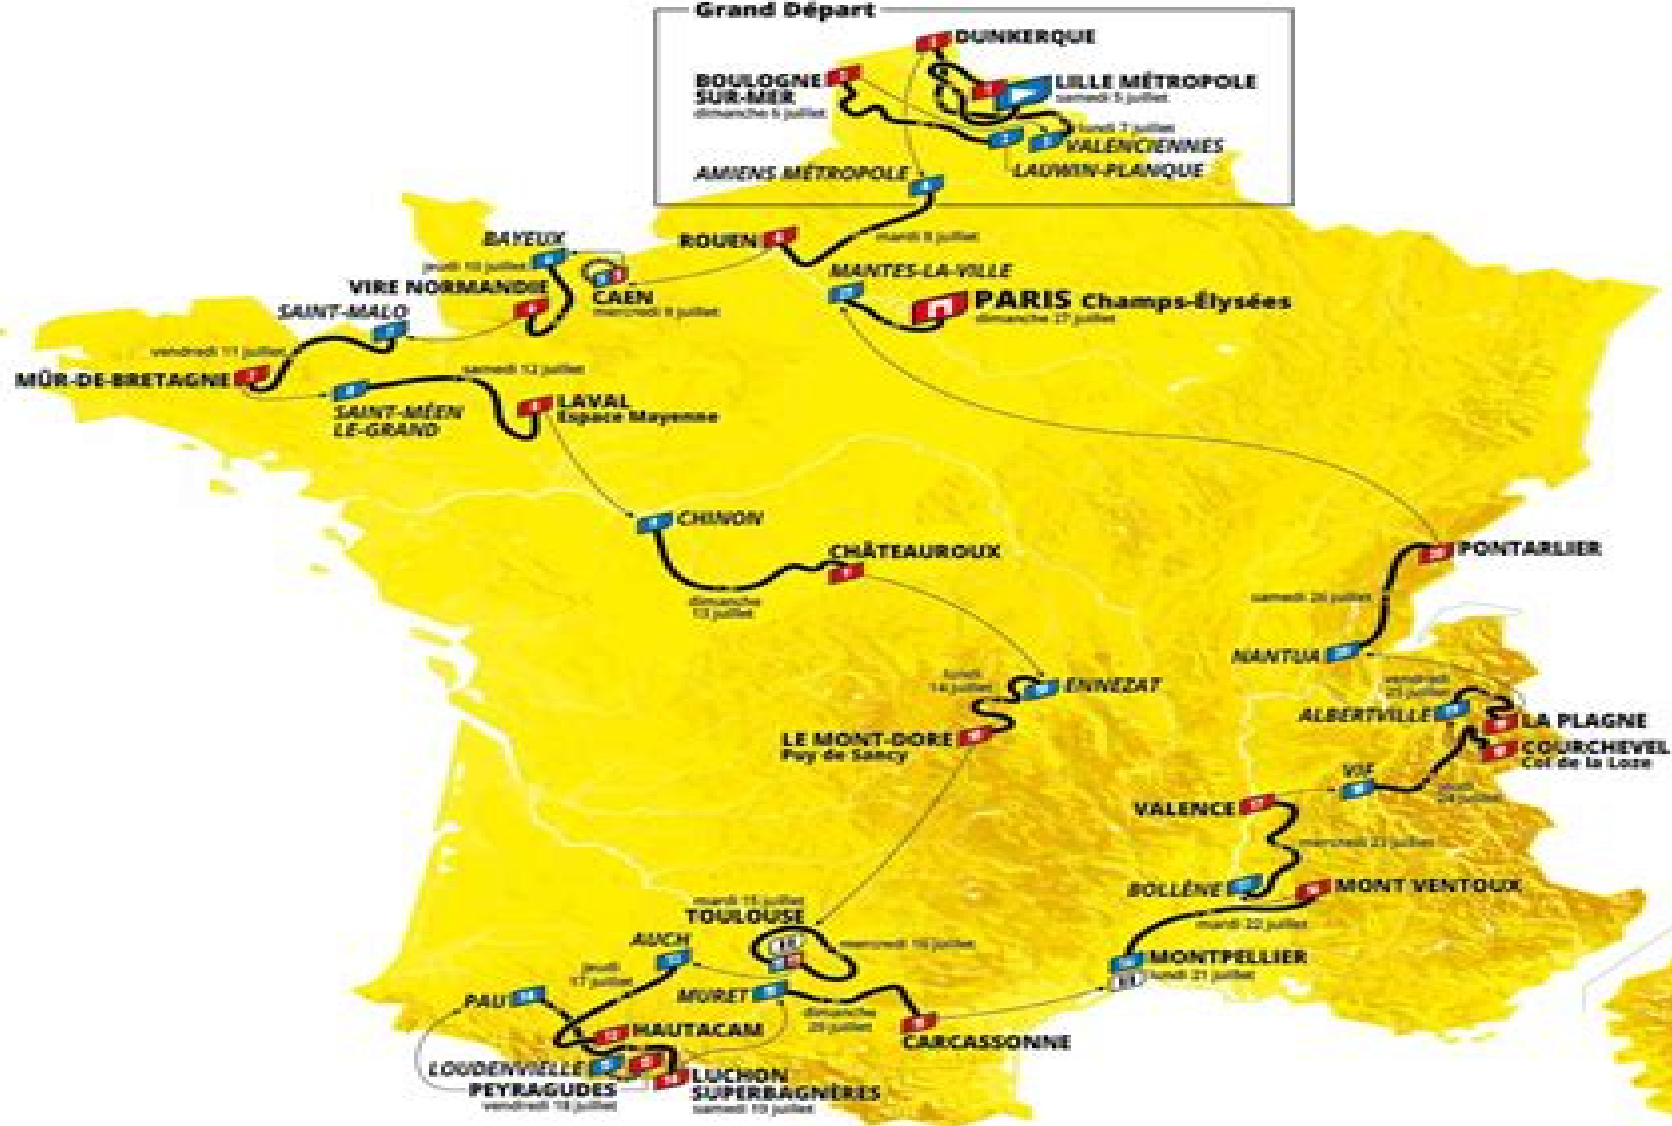 Grand Départ
DUNKERQUE
BOULOGNE
SUR-MER
dimanche 6 juillet
LILLE MÉTROPOLE
samedi 5 juillet
lundi 7 juillet
VALENCIENNES
LAUWIN-PLANQUE
AMIENS MÉTROPOLE
mardi 8 juillet
ROUEN
BAYEUX
jeudi 10 juillet
VIRE NORMANDIE
CAEN
mercredi 9 juillet
MANTES-LA-VILLE
PARIS Champs-Élysées
dimanche 27 juillet
SAINT-MALO
vendredi 11 juillet
MÛR-DE-BRETAGNE
samedi 12 juillet
SAINT-MÉEN
LE-GRAND
LAVAL
Espace Mayenne
CHINON
CHÂTEAUROUX
dimanche
13 juillet
PONTARLIER
samedi 26 juillet
NANTUA
lundi
14 juillet
ENNEZAT
LE MONT-DORE
Puy de Sancy
vendredi
25 juillet
ALBERTVILLE
LA PLAGNE
COURCHEVEL
Col de la Loze
VIF
jeudi
24 juillet
VALENCE
mercredi 23 juillet
BOLLÈNE
MONT VENTOUX
mardi 22 juillet
MONTPELLIER
lundi 21 juillet
mardi 15 juillet
TOULOUSE
mercredi 16 juillet
AUCH
jeudi
17 juillet
PAU
MURET
dimanche
20 juillet
CARCASSONNE
HAUTACAM
LOUDENVIELLE
PEYRAGUDES
vendredi 18 juillet
LUCHON
SUPERBAGNÈRES
samedi 19 juillet